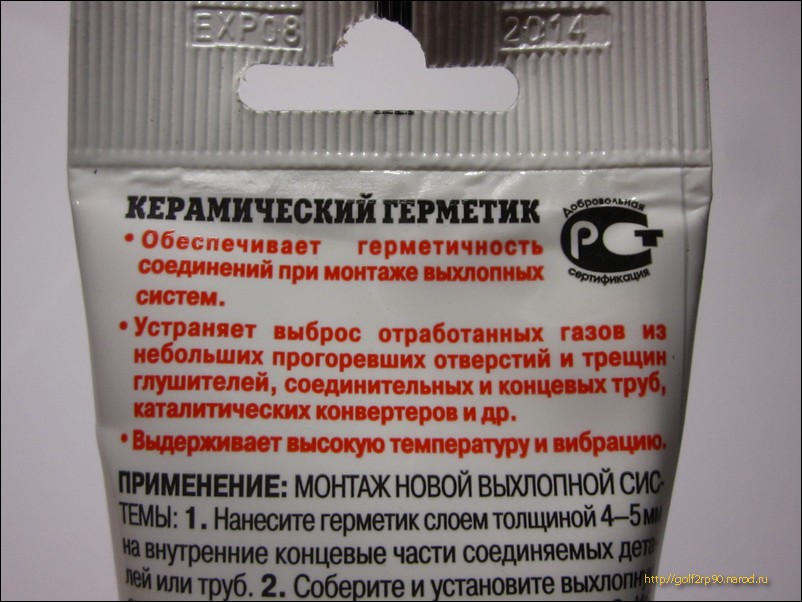 EXP08 2014
КЕРАМИЧЕСКИЙ ГЕРМЕТИК
Добровольная
РСТ
сертификация
• Обеспечивает герметичность
соединений при монтаже выхлопных
систем.
• Устраняет выброс отработанных газов из
небольших прогоревших отверстий и трещин
глушителей, соединительных и концевых труб,
каталитических конвертеров и др.
• Выдерживает высокую температуру и вибрацию.
ПРИМЕНЕНИЕ: МОНТАЖ НОВОЙ ВЫХЛОПНОЙ СИС-
ТЕМЫ: 1. Нанесите герметик слоем толщиной 4–5 мм
на внутренние концевые части соединяемых дета-
лей или труб. 2. Соберите и установите
http://golf2rp90.narod.ru